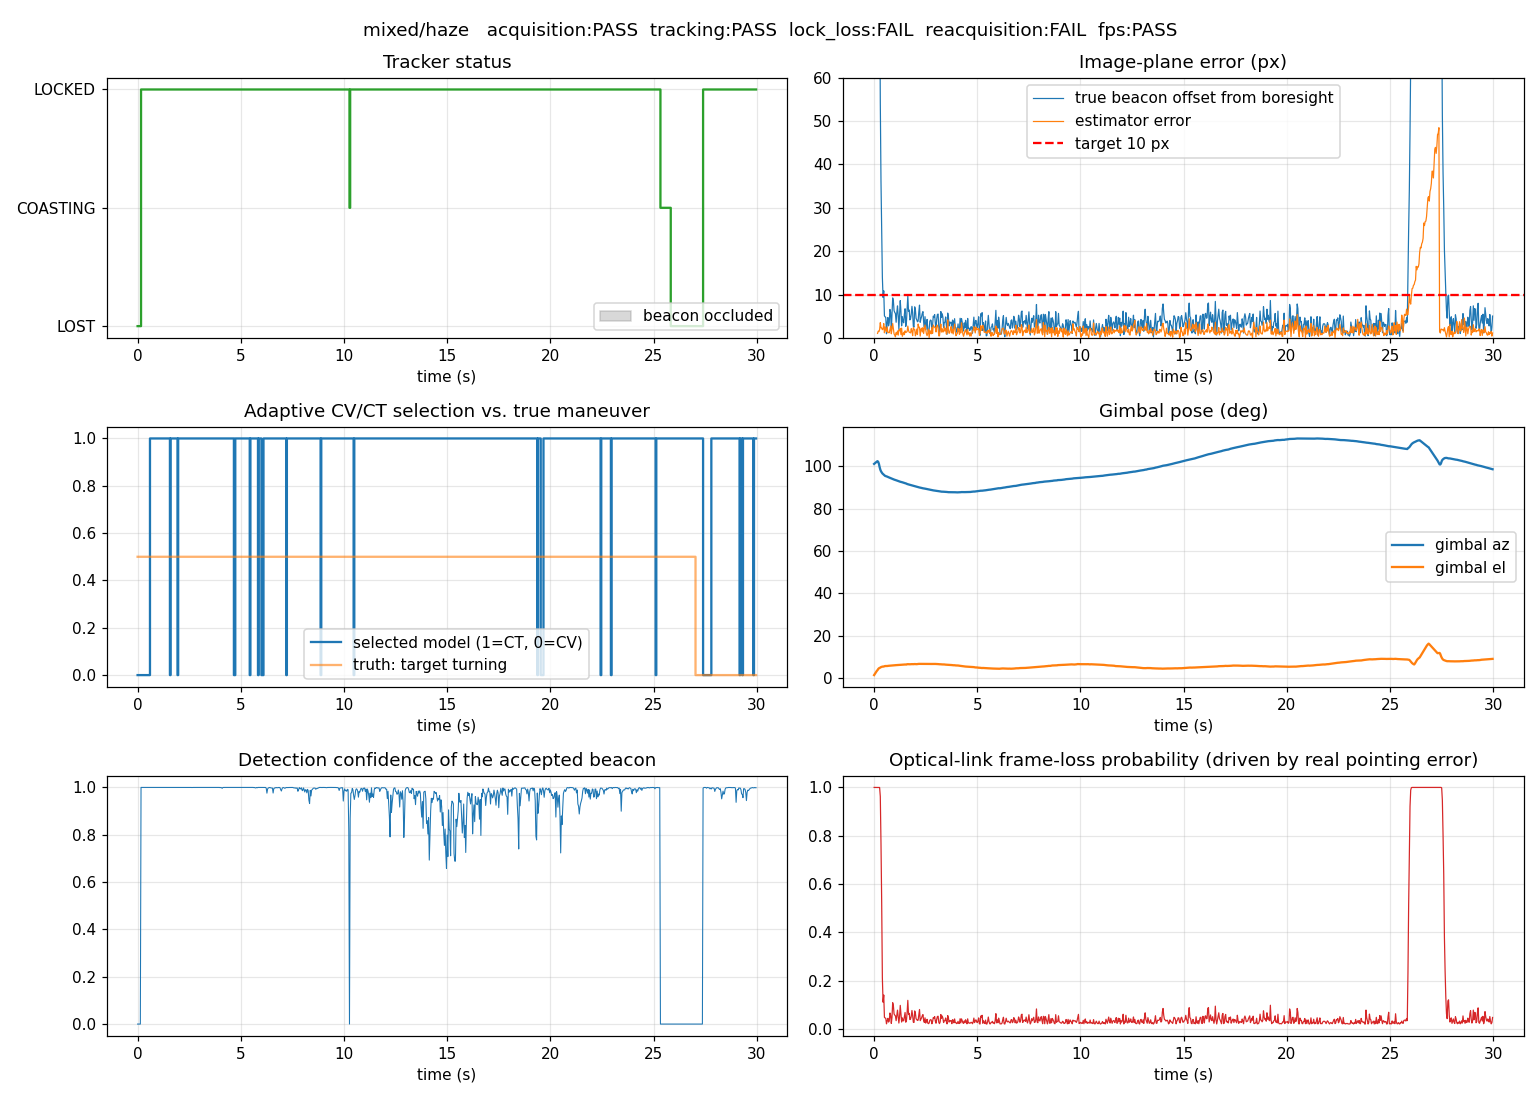 mixed/haze   acquisition:PASS  tracking:PASS  lock_loss:FAIL  reacquisition:FAIL  fps:PASS
Tracker status
LOCKED
COASTING
LOST
beacon occluded
0 5 10 15 20 25 30
time (s)
Image-plane error (px)
60
50
40
30
20
10
0
true beacon offset from boresight
estimator error
target 10 px
0 5 10 15 20 25 30
time (s)
Adaptive CV/CT selection vs. true maneuver
1.0
0.8
0.6
0.4
0.2
0.0
selected model (1=CT, 0=CV)
truth: target turning
0 5 10 15 20 25 30
time (s)
Gimbal pose (deg)
100
80
60
40
20
0
gimbal az
gimbal el
0 5 10 15 20 25 30
time (s)
Detection confidence of the accepted beacon
1.0
0.8
0.6
0.4
0.2
0.0
0 5 10 15 20 25 30
time (s)
Optical-link frame-loss probability (driven by real pointing error)
1.0
0.8
0.6
0.4
0.2
0.0
0 5 10 15 20 25 30
time (s)